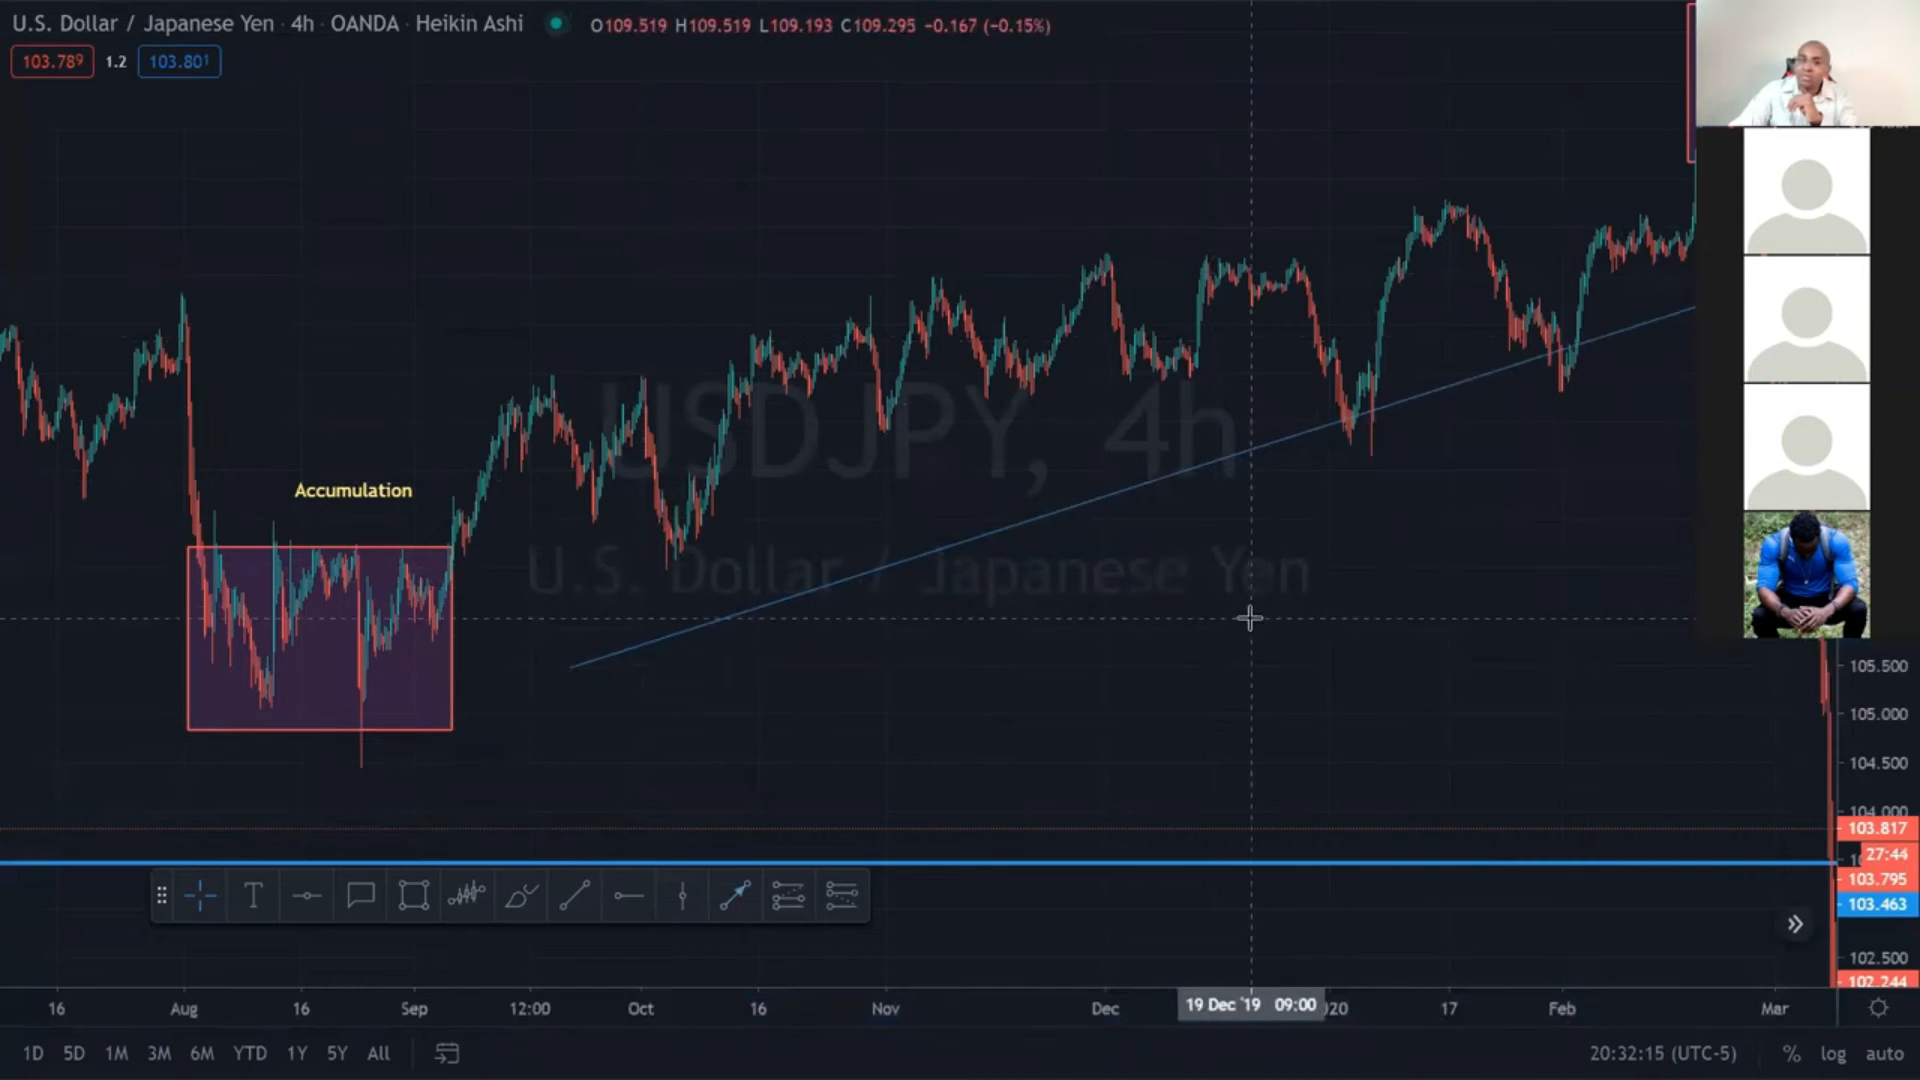 U.S. Dollar / Japanese Yen · 4h · OANDA · Heikin Ashi O109.519 H109.519 L109.193 C109.295 −0.167 (−0.15%)
103.789 1.2 103.801
USDJPY, 4h
Accumulation
U.S. Dollar / Japanese Yen
105.500
105.000
104.500
104.000
103.817
27:44
103.795
103.463
102.500
102.244
16 Aug 16 Sep 12:00 Oct 16 Nov Dec 19 Dec '19 09:00 20 17 Feb Mar
1D 5D 1M 3M 6M YTD 1Y 5Y All 20:32:15 (UTC-5) % log auto